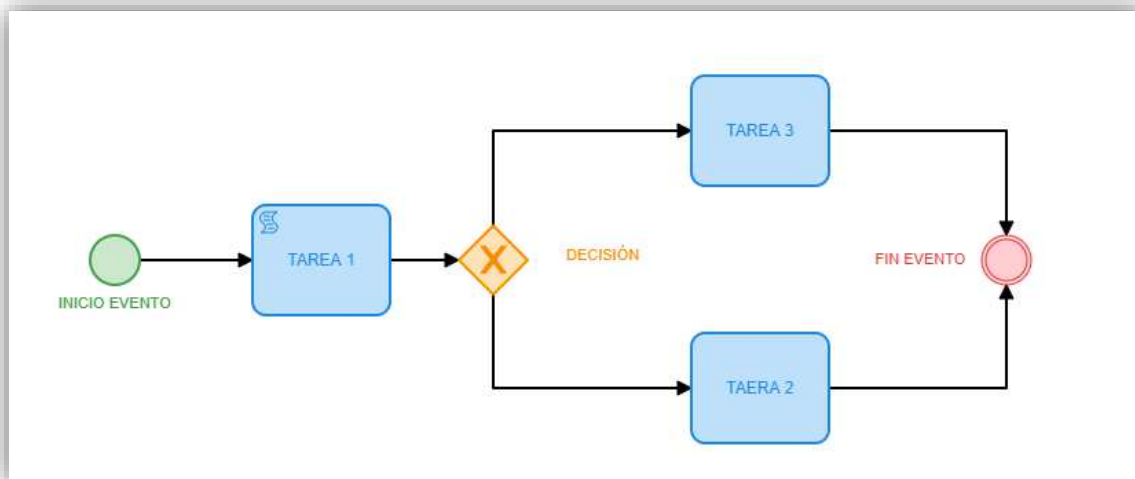 TAREA 3
TAREA 1
X
DECISIÓN
FIN EVENTO
INICIO EVENTO
TAERA 2